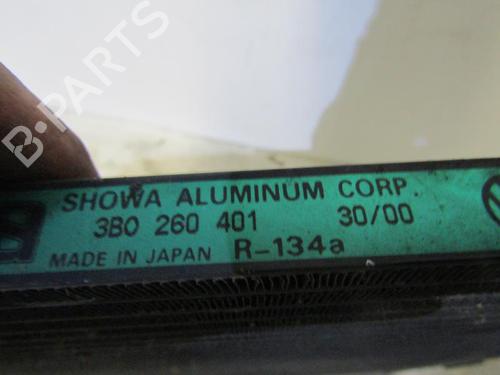 B-PARTS
SHOWA ALUMINUM CORP.
3B0 260 401 30/00
MADE IN JAPAN R-134a